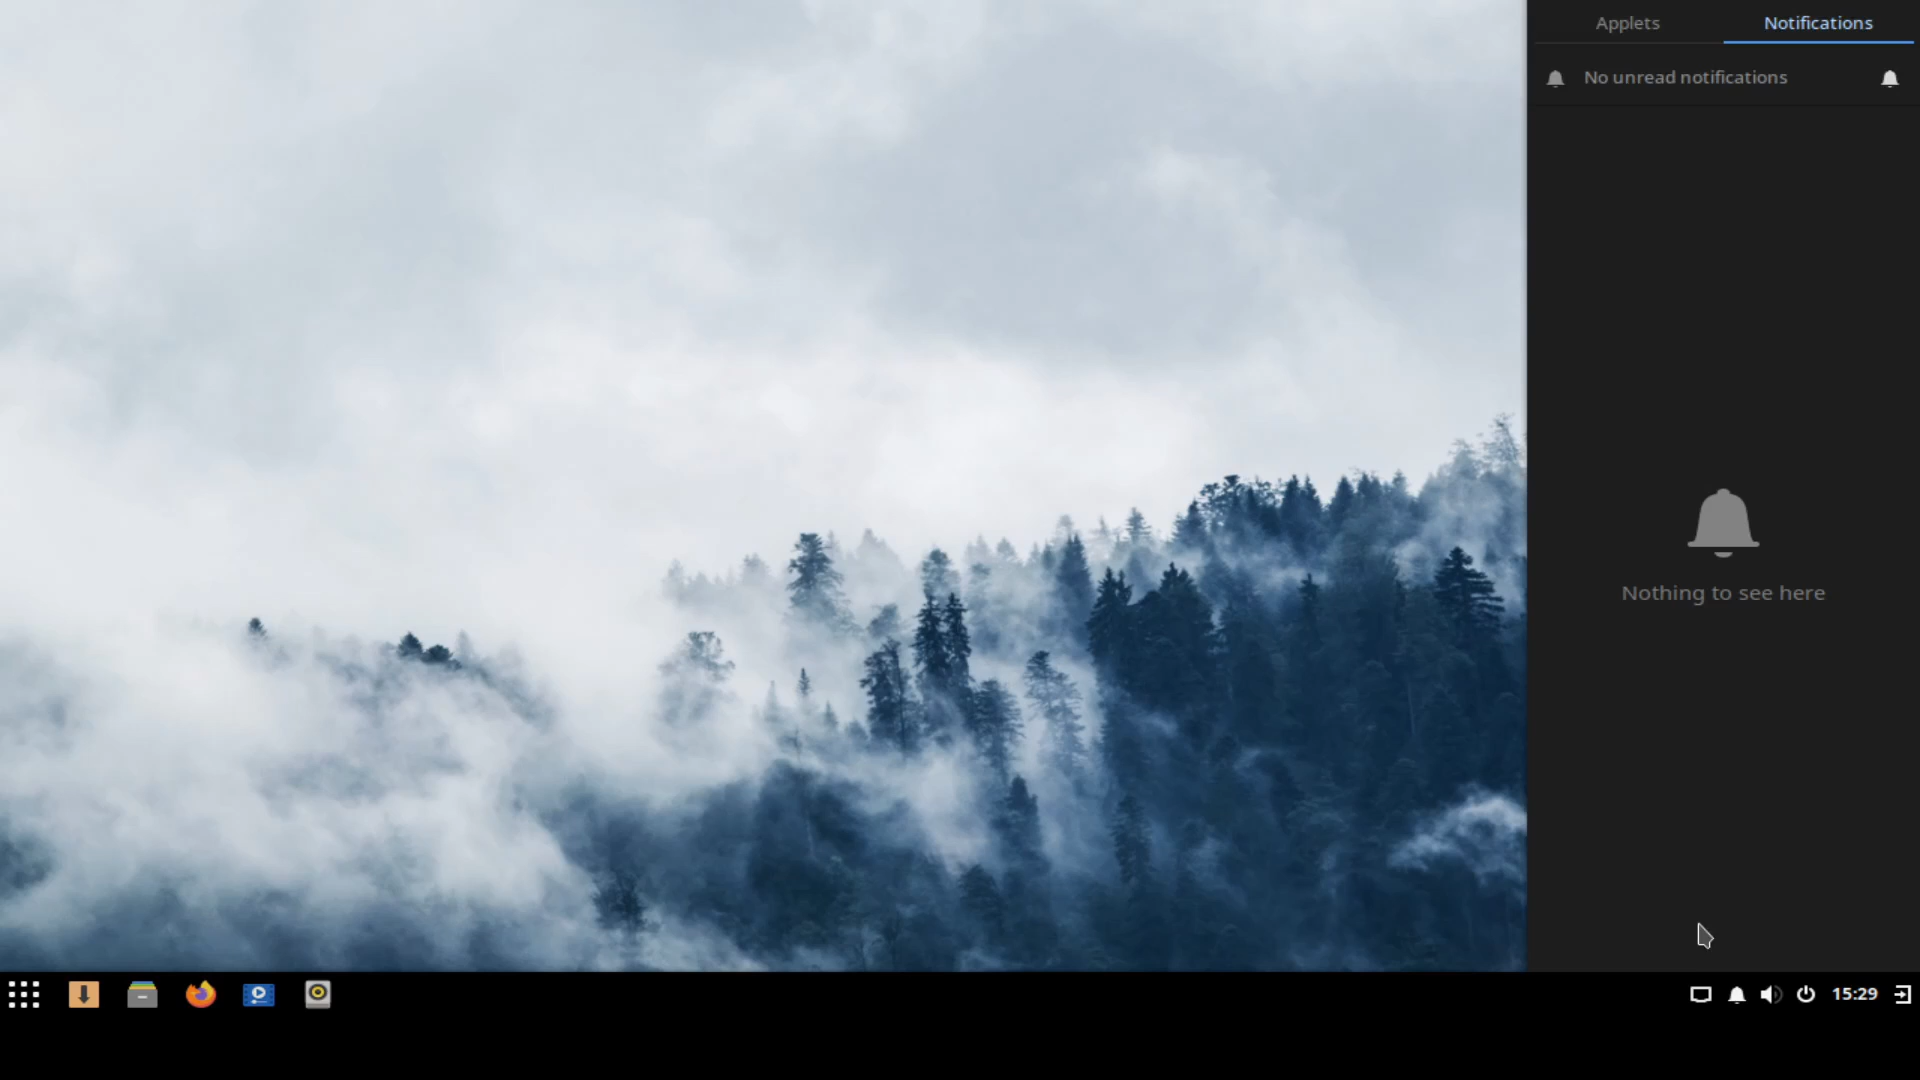 Applets
Notifications
No unread notifications
Nothing to see here
15:29